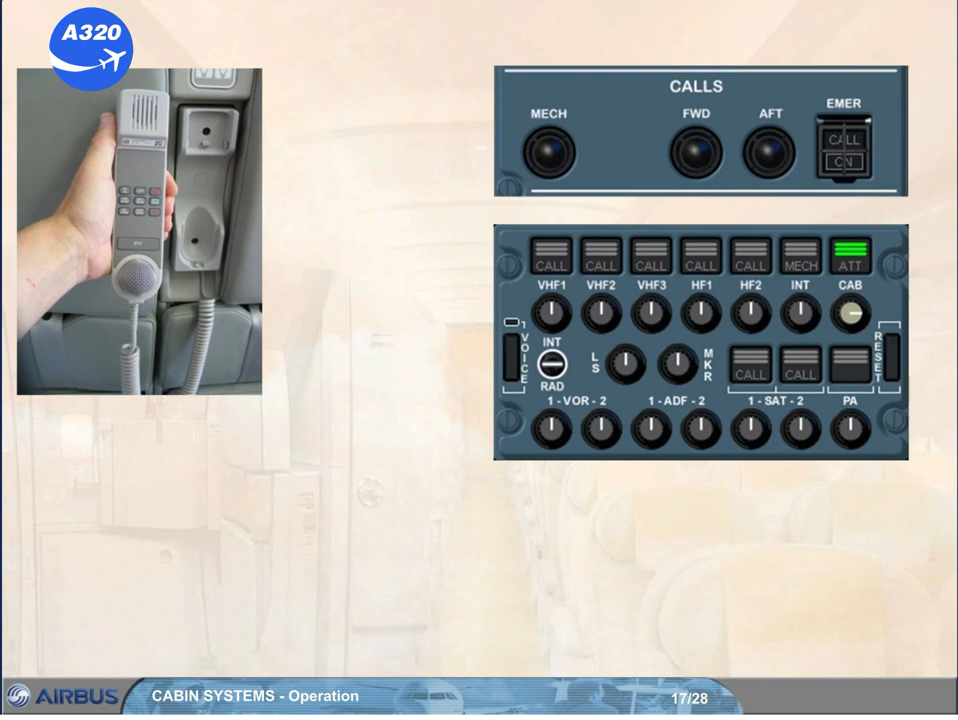 A320
CALLS
MECH
FWD
AFT
EMER
CALL
ON
CALL CALL CALL CALL CALL MECH ATT
VHF1 VHF2 VHF3 HF1 HF2 INT CAB
VOICE
INT
RAD
LS
MKR
CALL CALL
RESET
1 - VOR - 2 1 - ADF - 2 1 - SAT - 2 PA
AIRBUS
CABIN SYSTEMS - Operation
17/28